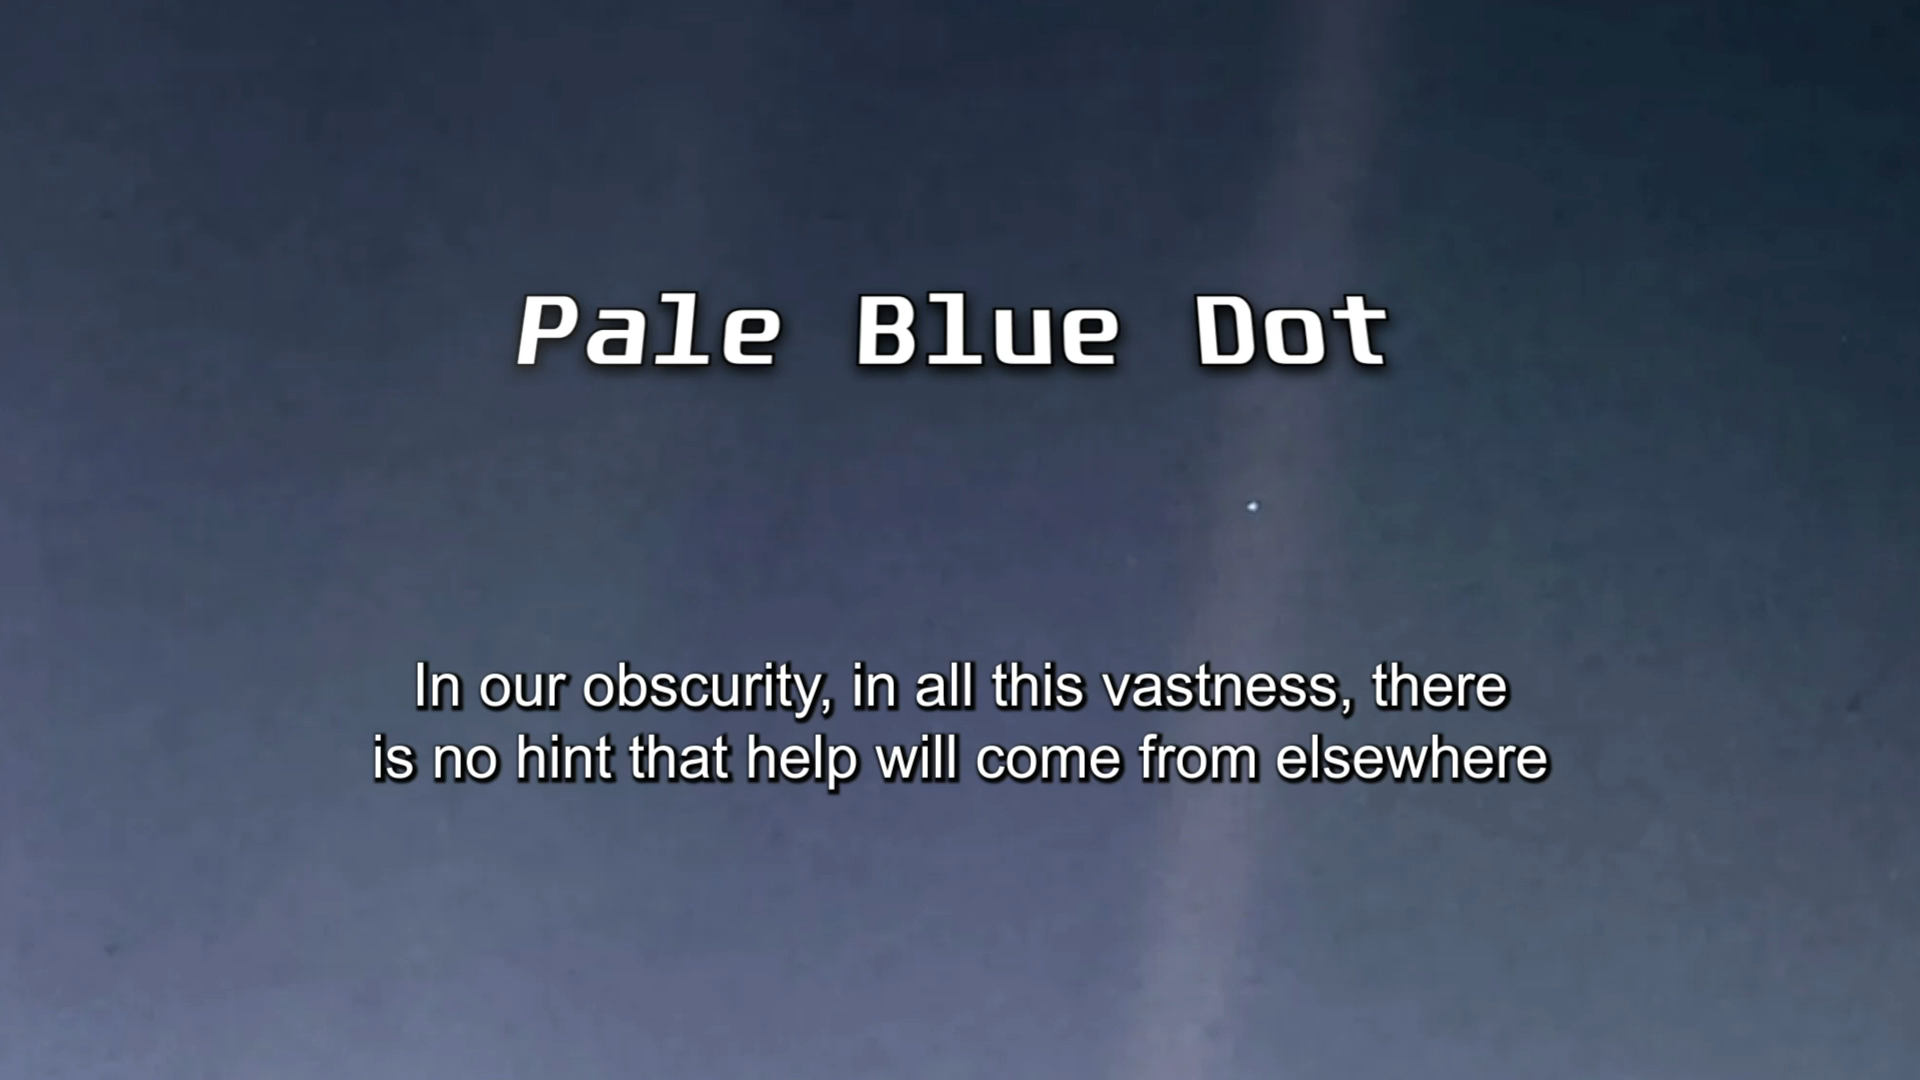 Pale Blue Dot
In our obscurity, in all this vastness, there
is no hint that help will come from elsewhere